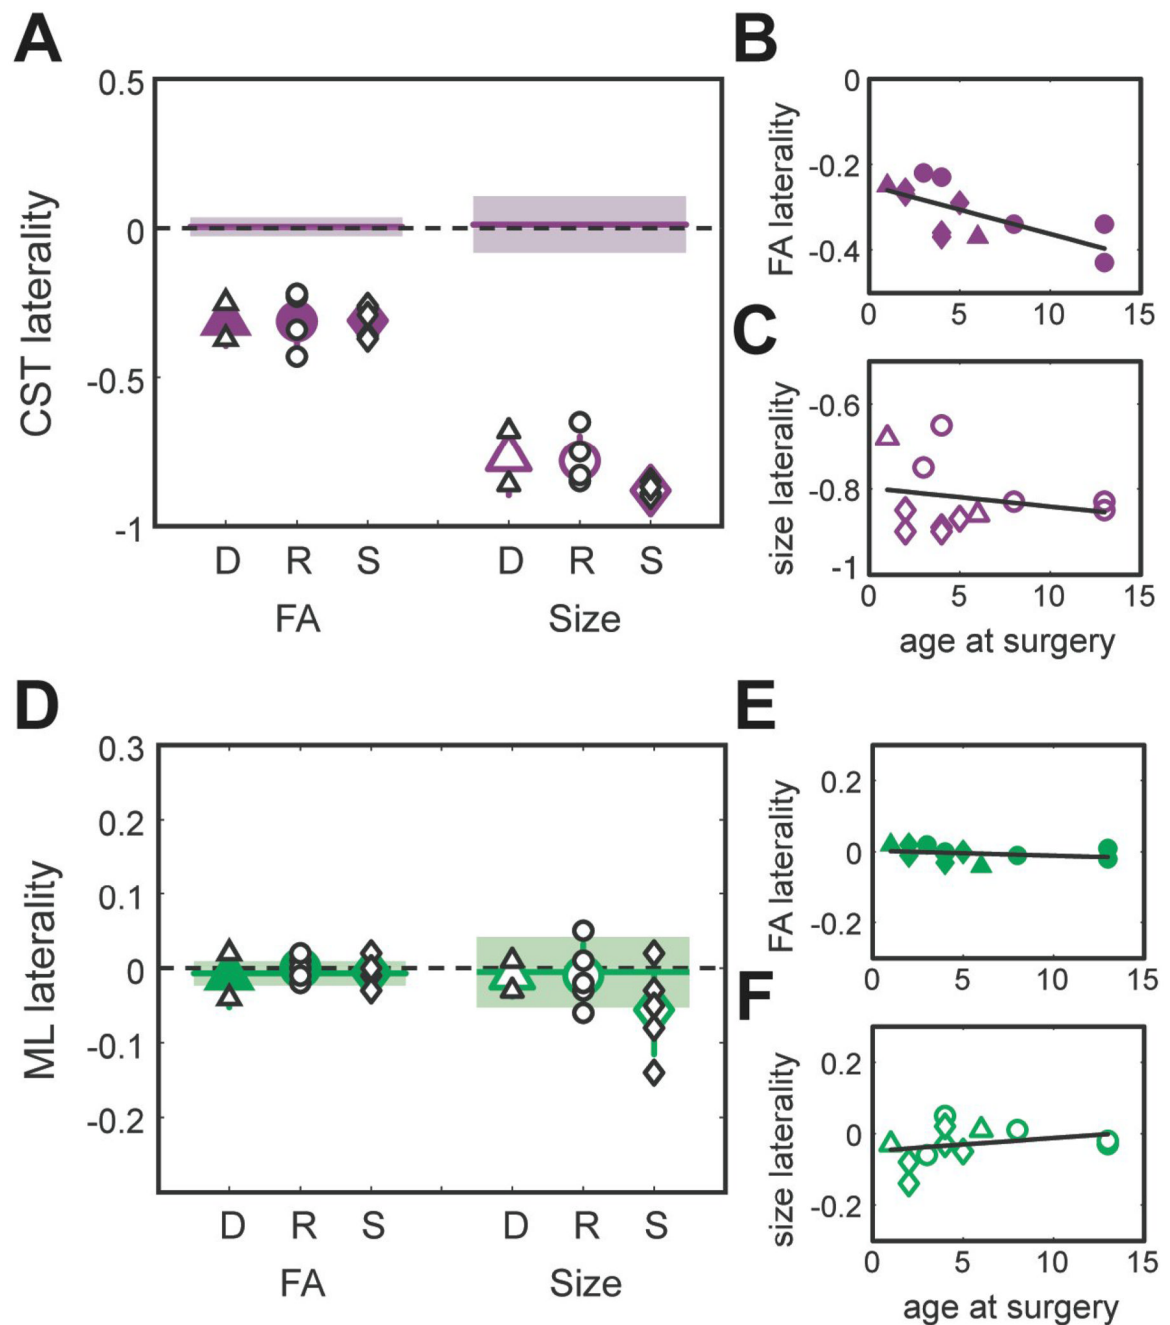 A
CST laterality
0.5
0
-0.5
-1
D R S D R S
FA Size
B
FA laterality
0
-0.2
-0.4
5 10 15
C
size laterality
-0.6
-0.8
-1
0 5 10 15
age at surgery
D
ML laterality
0.3
0.2
0.1
0
-0.1
-0.2
D R S D R S
FA Size
E
FA laterality
0.2
0
-0.2
5 10 15
F
size laterality
0.2
0
-0.2
0 5 10 15
age at surgery